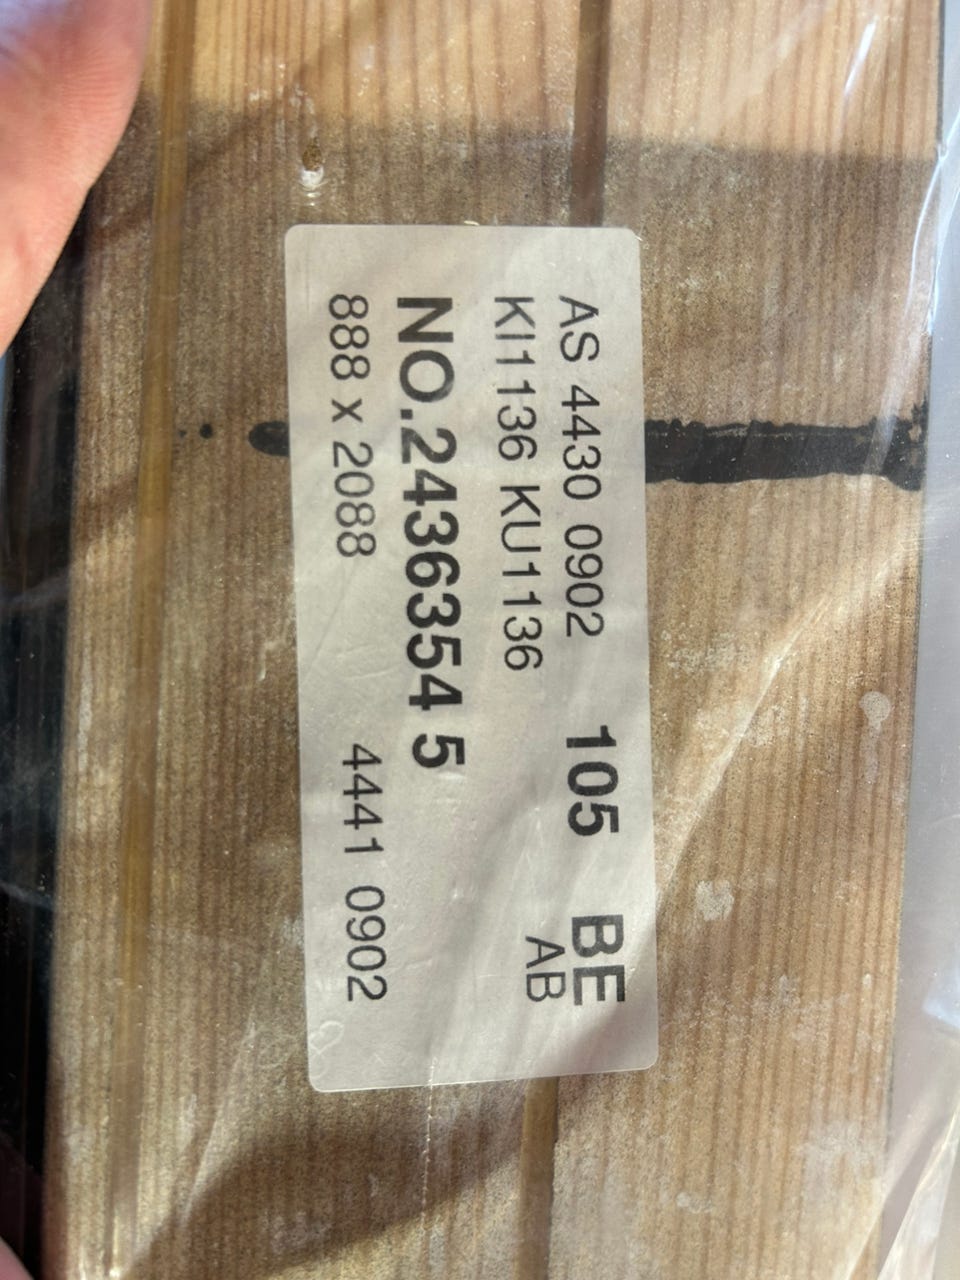 AS 4430 0902 105 BE
KI1136 KU1136 AB
NO.2436354 5
888 x 2088 4441 0902